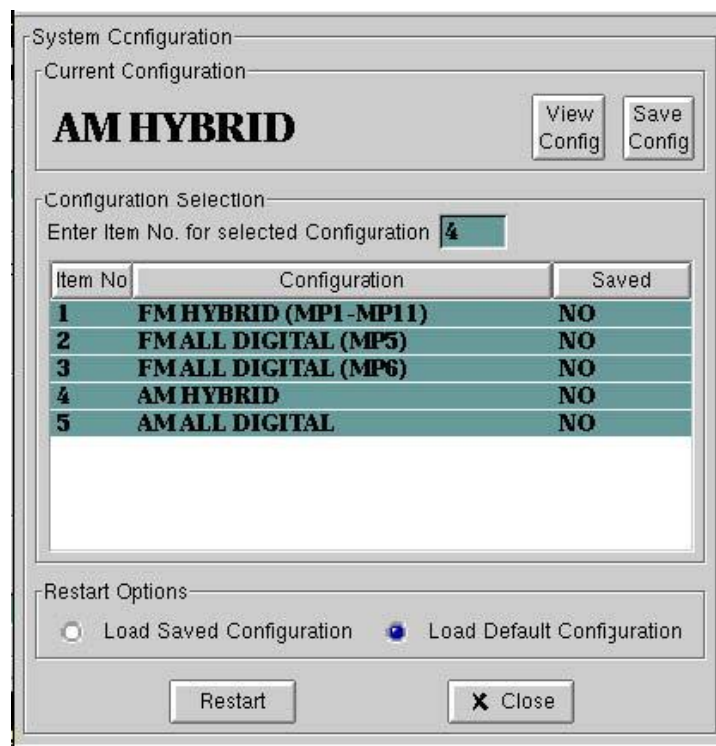 System Configuration
Current Configuration
AM HYBRID
View Config
Save Config
Configuration Selection
Enter Item No. for selected Configuration 4
Item No Configuration Saved
1 FM HYBRID (MP1-MP11) NO
2 FM ALL DIGITAL (MP5) NO
3 FM ALL DIGITAL (MP6) NO
4 AM HYBRID NO
5 AM ALL DIGITAL NO
Restart Options
Load Saved Configuration Load Default Configuration
Restart Close